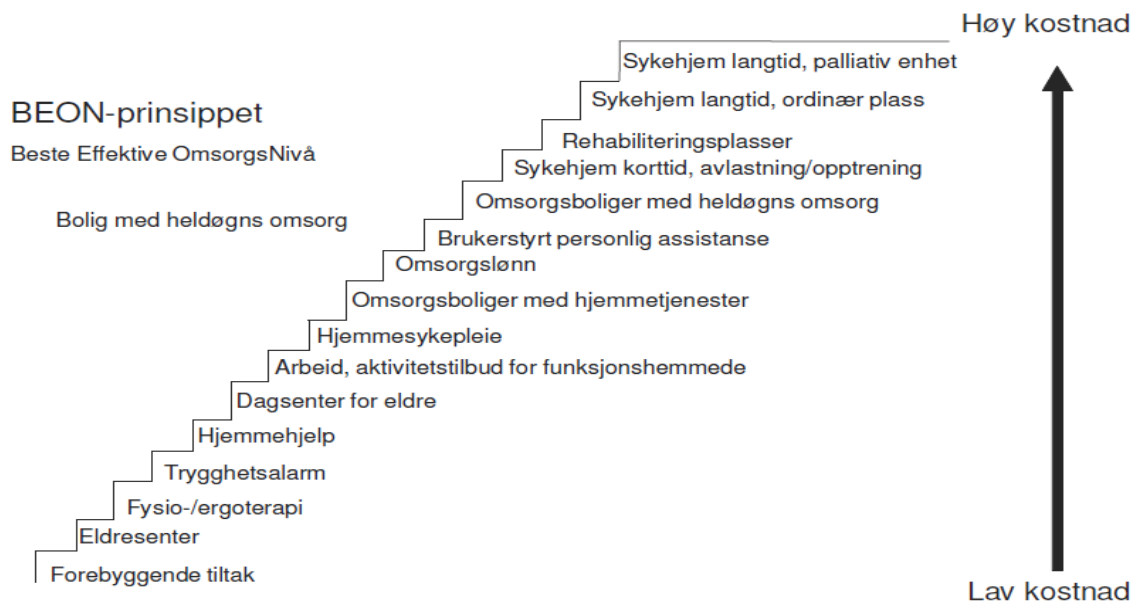 Høy kostnad
Sykehjem langtid, palliativ enhet
Sykehjem langtid, ordinær plass
BEON-prinsippet
Rehabiliteringsplasser
Beste Effektive OmsorgsNivå
Sykehjem korttid, avlastning/opptrening
Omsorgsboliger med heldøgns omsorg
Bolig med heldøgns omsorg
Brukerstyrt personlig assistanse
Omsorgslønn
Omsorgsboliger med hjemmetjenester
Hjemmesykepleie
Arbeid, aktivitetstilbud for funksjonshemmede
Dagsenter for eldre
Hjemmehjelp
Trygghetsalarm
Fysio-/ergoterapi
Eldresenter
Forebyggende tiltak
Lav kostnad